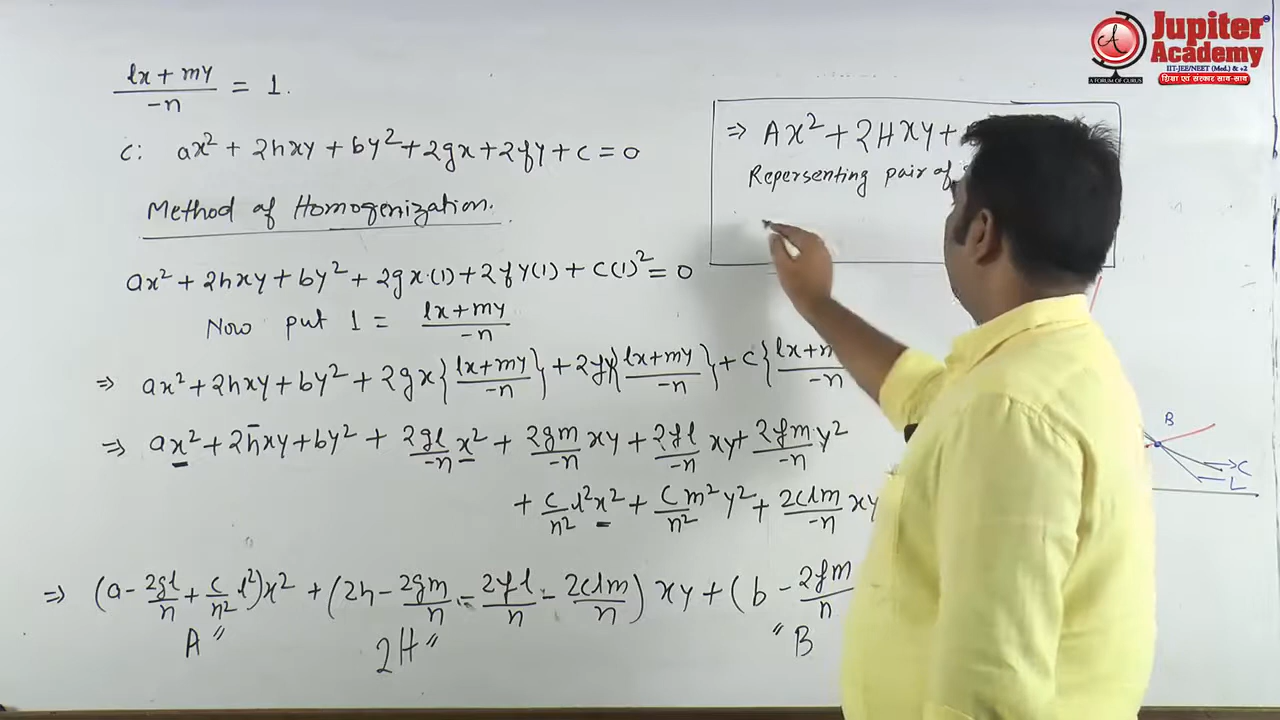 lx + my / -n = 1.
C: ax² + 2hxy + by² + 2gx + 2fy + c = 0
Method of Homogenization.
ax² + 2hxy + by² + 2gx·(1) + 2fy(1) + c(1)² = 0
Now put 1 = lx + my / -n
⇒ ax² + 2hxy + by² + 2gx{lx+my / -n} + 2fy{lx+my / -n} + c{lx+m / -n
⇒ ax² + 2hxy + by² + 2gl/-n x² + 2gm/-n xy + 2fl/-n xy + 2fm/-n y²
+ c/n² l²x² + cm²/n² y² + 2clm/-n xy
⇒ (a - 2gl/n + c/n² l²)x² + (2h - 2gm/n - 2fl/n - 2clm/n) xy + (b - 2fm/n
A" 2H" "B
⇒ Ax² + 2Hxy +
Repersenting pair of
B
C
L
A
Jupiter
Academy
IIT-JEE/NEET (Med.) & +2
A FORUM OF GURUS
शिक्षा एवं संस्कार साथ-साथ